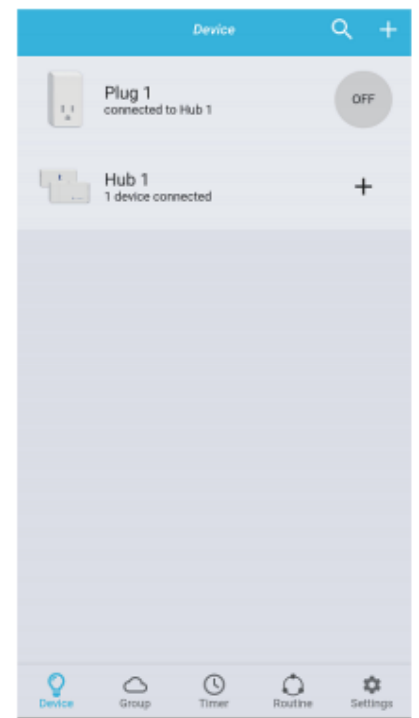 Device
Plug 1
connected to Hub 1
OFF
Hub 1
1 device connected
Device
Group
Timer
Routine
Settings